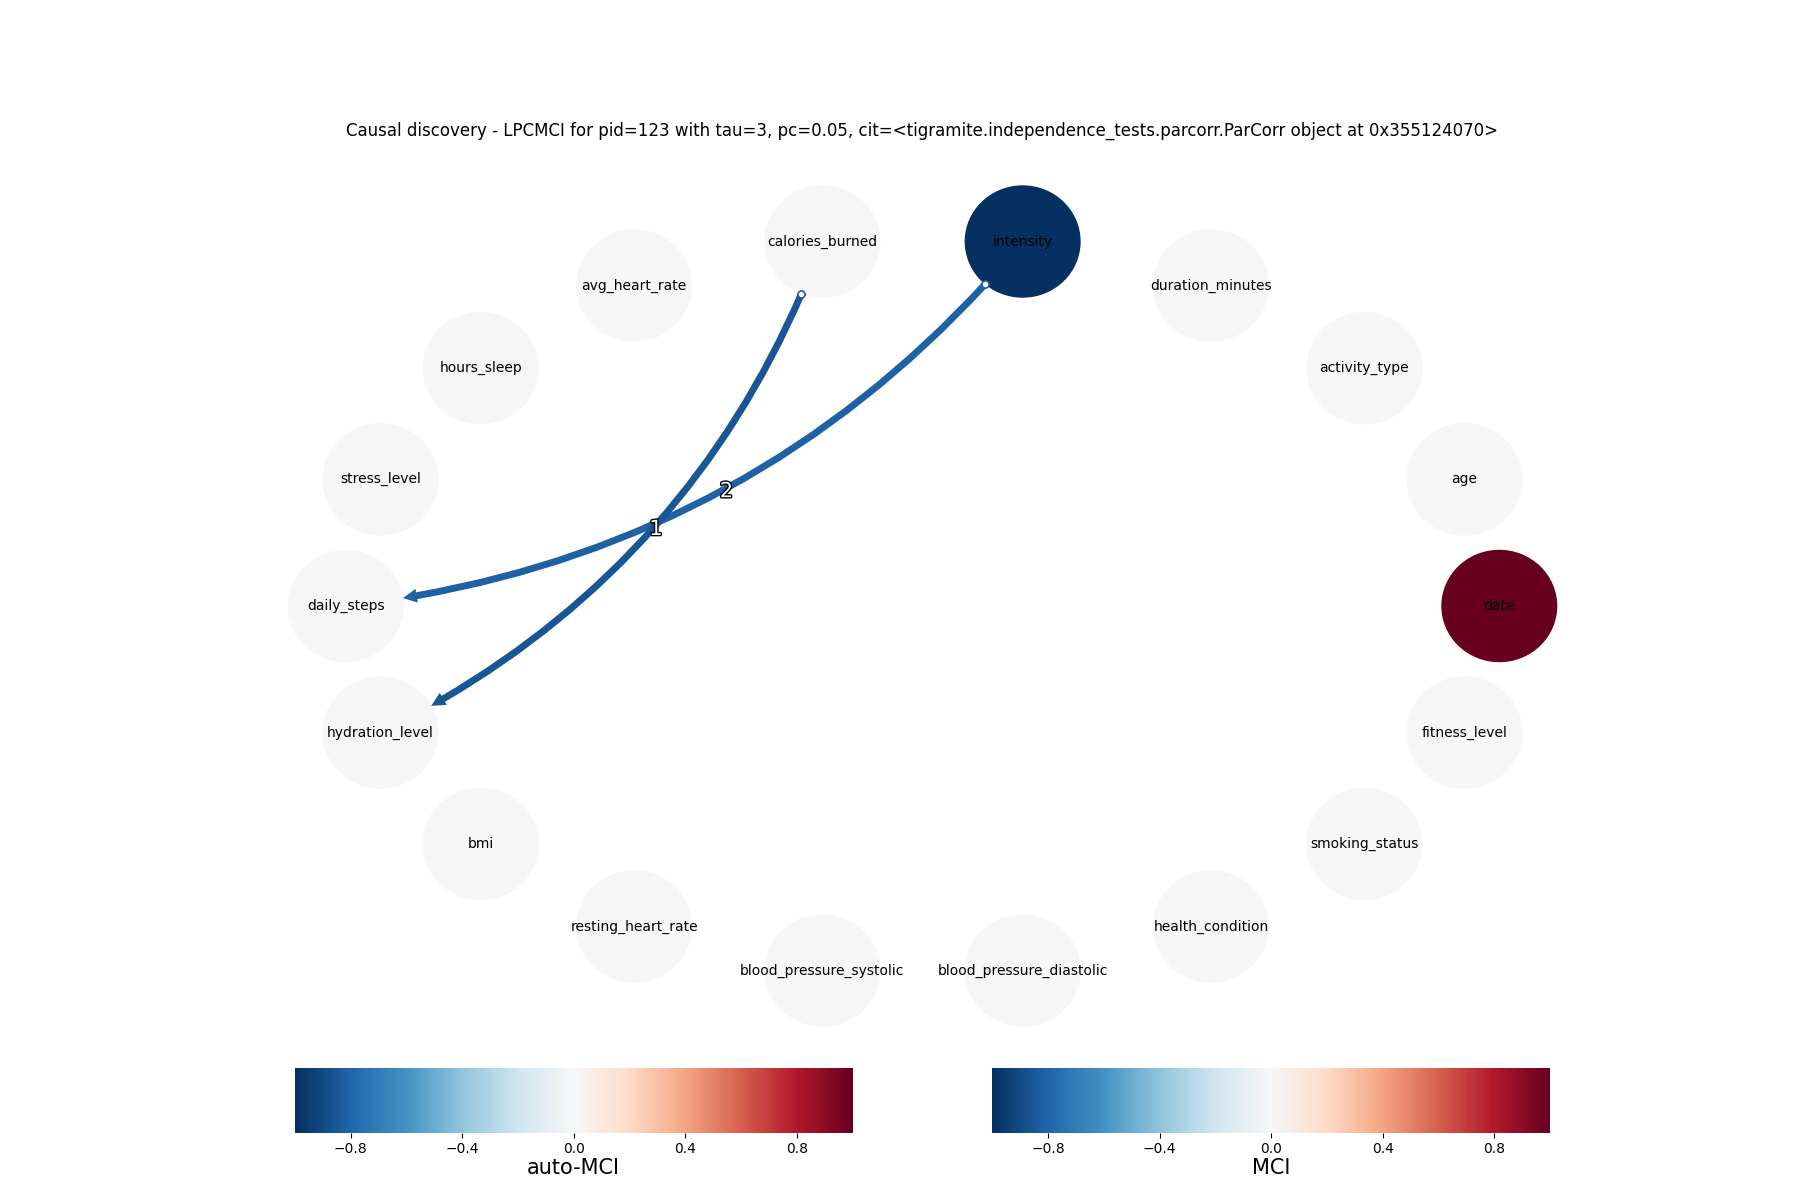 Causal discovery - LPCMCI for pid=123 with tau=3, pc=0.05, cit=<tigramite.independence_tests.parcorr.ParCorr object at 0x355124070>
calories_burned
intensity
avg_heart_rate
duration_minutes
hours_sleep
activity_type
stress_level
age
2
1
daily_steps
date
hydration_level
fitness_level
bmi
smoking_status
resting_heart_rate
health_condition
blood_pressure_systolic
blood_pressure_diastolic
−0.8 −0.4 0.0 0.4 0.8
auto-MCI
−0.8 −0.4 0.0 0.4 0.8
MCI